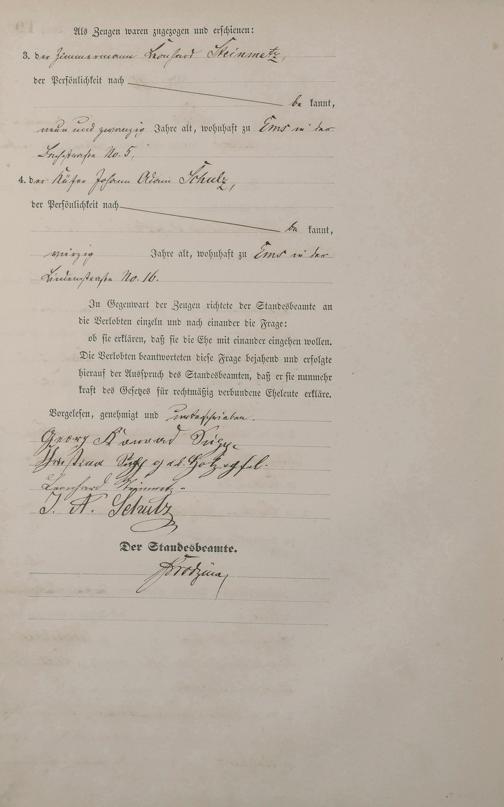 Als Zeugen waren zugezogen und erschienen:
3. der Zimmermann Leonhard Steinmetz,
der Persönlichkeit nach
be kannt,
neun und zwanzig Jahre alt, wohnhaft zu Ems in der
Bachstraße No. 5,
4. der Küfer Johann Adam Schulz,
der Persönlichkeit nach
be kannt,
vierzig Jahre alt, wohnhaft zu Ems in der
Lindenstraße No. 16.
In Gegenwart der Zeugen richtete der Standesbeamte an
die Verlobten einzeln und nach einander die Frage:
ob sie erklären, daß sie die Ehe mit einander eingehen wollen.
Die Verlobten beantworteten diese Frage bejahend und erfolgte
hierauf der Ausspruch des Standesbeamten, daß er sie nunmehr
kraft des Gesetzes für rechtmäßig verbundene Eheleute erkläre.
Vorgelesen, genehmigt und unterschrieben.
Georg Konrad
geb.
Leonhard Steinmetz
J. A. Schulz
Der Standesbeamte.